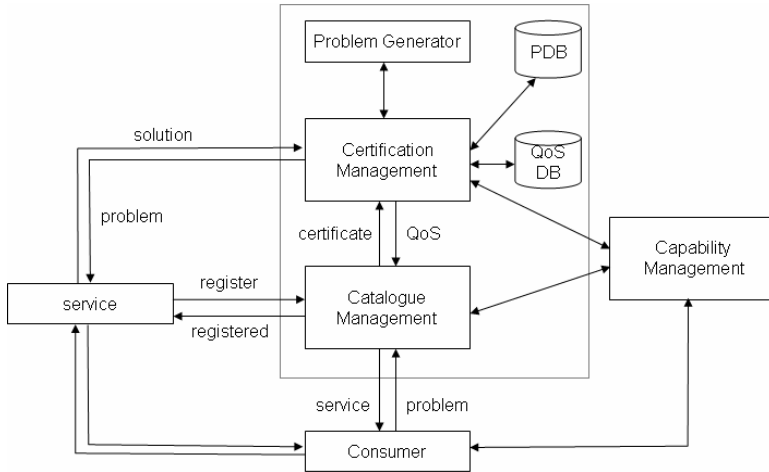 Problem Generator
PDB
solution
Certification
Management
QoS
DB
problem
certificate
QoS
Capability
Management
register
service
Catalogue
Management
registered
service
problem
Consumer